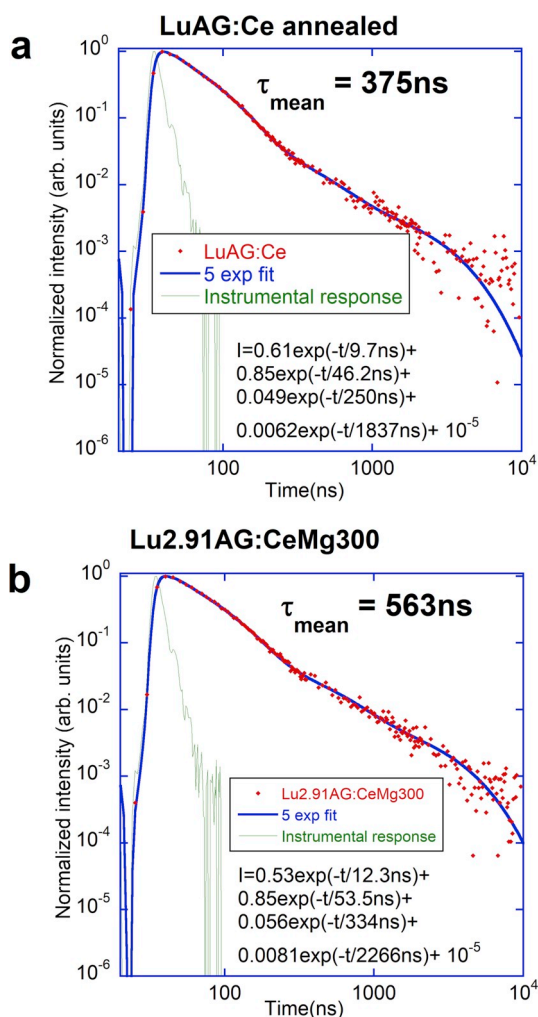 LuAG:Ce annealed
a
τmean = 375ns
Normalized intensity (arb. units)
10⁰
10⁻¹
10⁻²
10⁻³
10⁻⁴
10⁻⁵
10⁻⁶
LuAG:Ce
5 exp fit
Instrumental response
I=0.61exp(-t/9.7ns)+
0.85exp(-t/46.2ns)+
0.049exp(-t/250ns)+
0.0062exp(-t/1837ns)+ 10⁻⁵
100 1000 10⁴
Time(ns)
Lu2.91AG:CeMg300
b
τmean = 563ns
Normalized intensity (arb. units)
10⁰
10⁻¹
10⁻²
10⁻³
10⁻⁴
10⁻⁵
10⁻⁶
Lu2.91AG:CeMg300
5 exp fit
Instrumental response
I=0.53exp(-t/12.3ns)+
0.85exp(-t/53.5ns)+
0.056exp(-t/334ns)+
0.0081exp(-t/2266ns)+ 10⁻⁵
100 1000 10⁴
Time(ns)